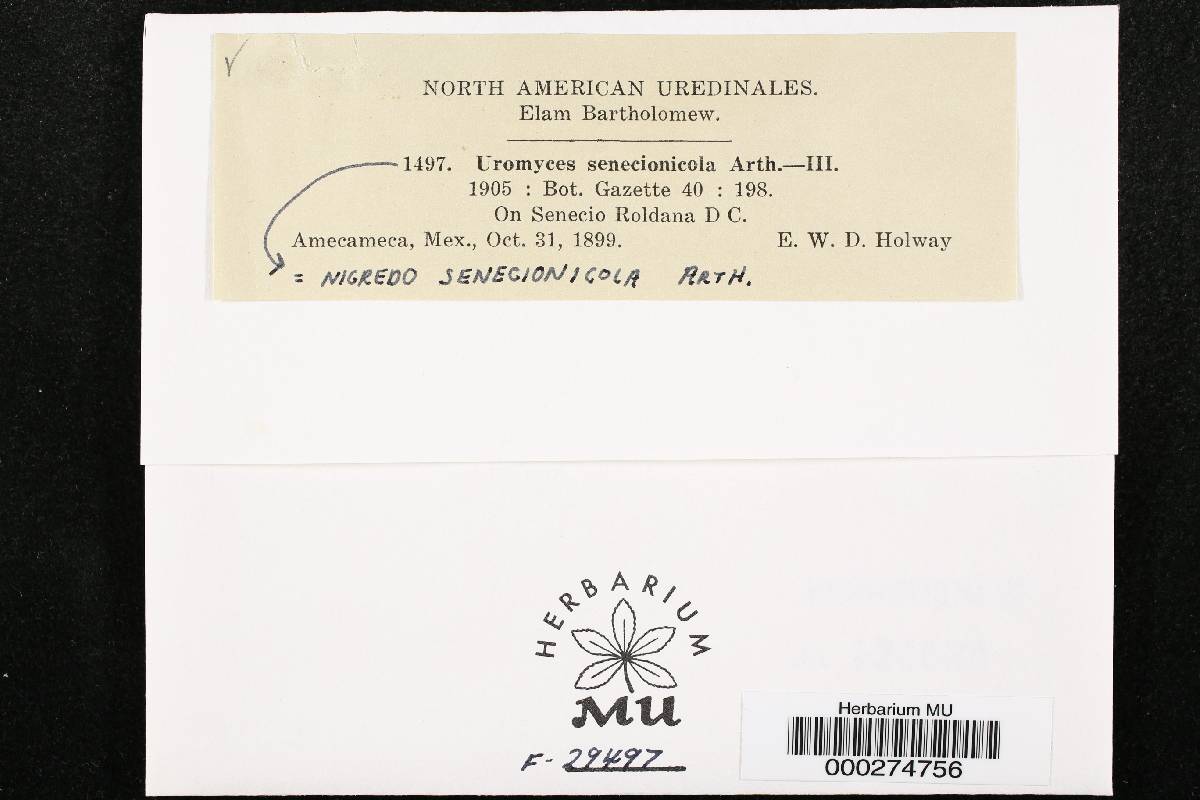 NORTH AMERICAN UREDINALES.
Elam Bartholomew.
1497. Uromyces senecionicola Arth.—III.
1905 : Bot. Gazette 40 : 198.
On Senecio Roldana D C.
Amecameca, Mex., Oct. 31, 1899. E. W. D. Holway
= NIGREDO SENECIONICOLA ARTH.
HERBARIUM
MU
F-29497
Herbarium MU
000274756